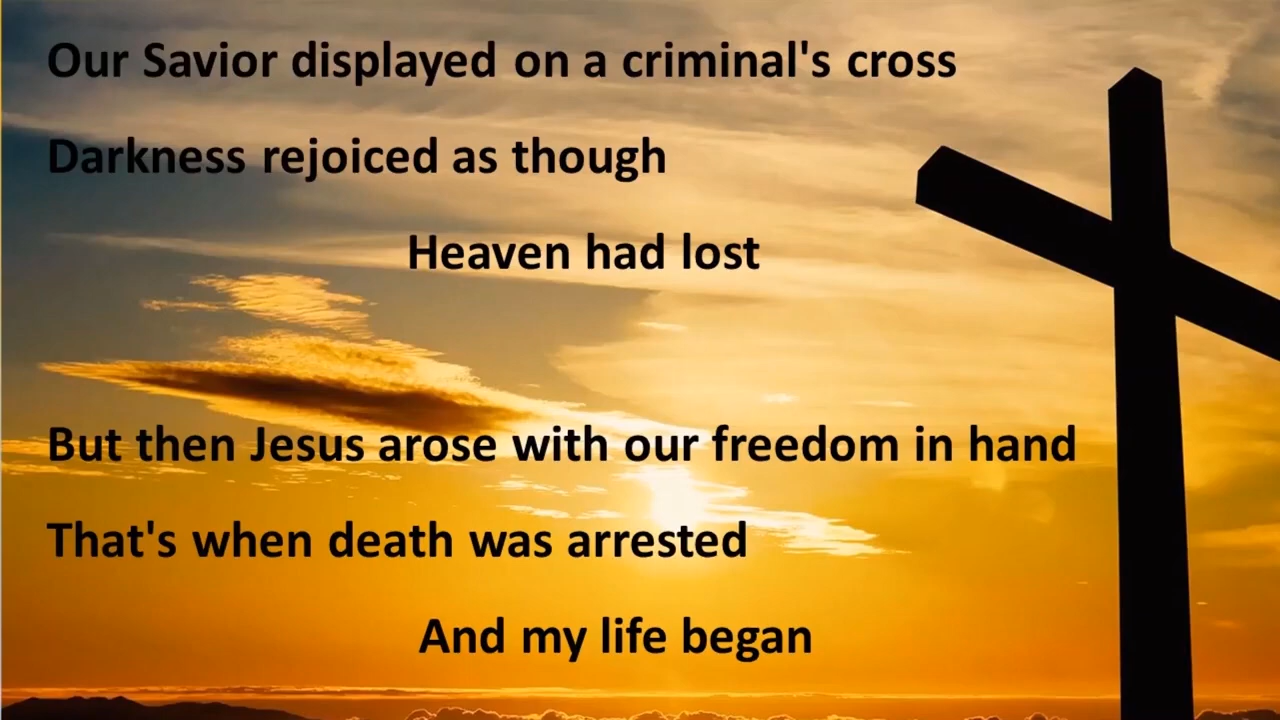 Our Savior displayed on a criminal's cross
Darkness rejoiced as though
Heaven had lost
But then Jesus arose with our freedom in hand
That's when death was arrested
And my life began